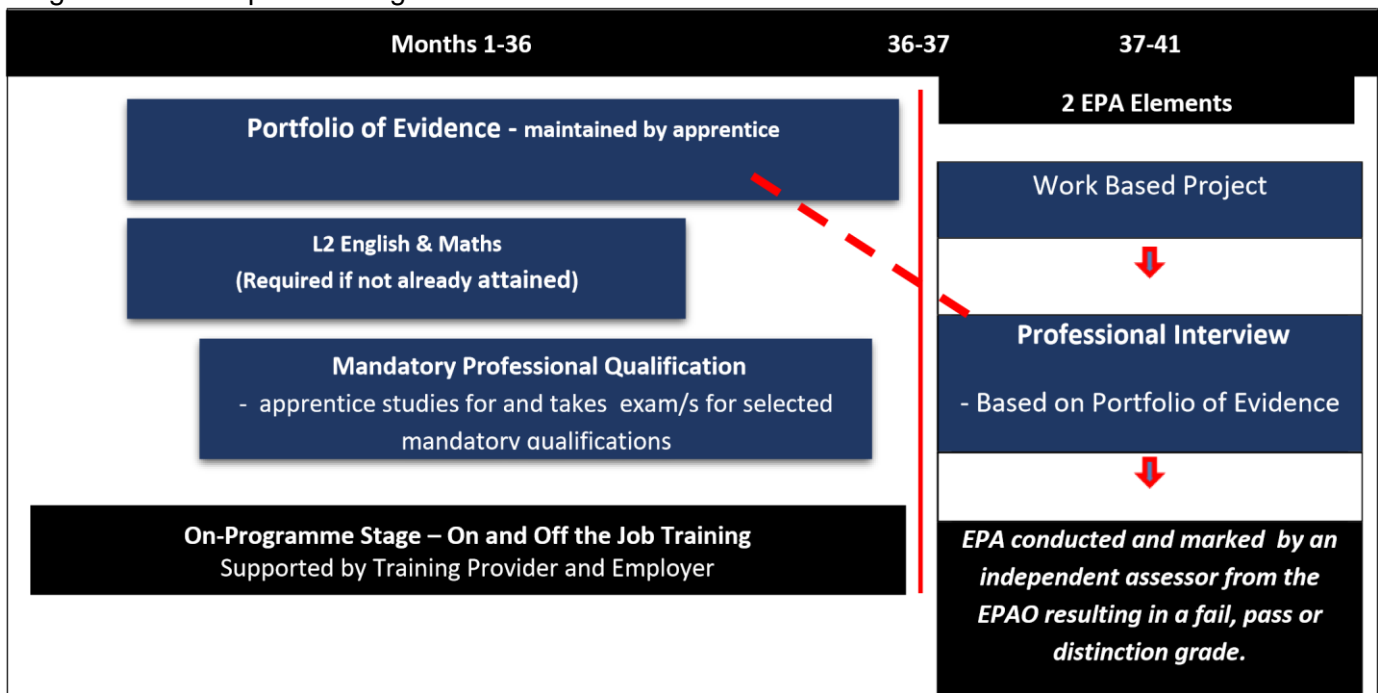 Months 1-36
36-37
37-41
2 EPA Elements
Portfolio of Evidence - maintained by apprentice
L2 English & Maths
(Required if not already attained)
Mandatory Professional Qualification
- apprentice studies for and takes exam/s for selected
mandatory qualifications
On-Programme Stage – On and Off the Job Training
Supported by Training Provider and Employer
Work Based Project
Professional Interview
- Based on Portfolio of Evidence
EPA conducted and marked by an
independent assessor from the
EPAO resulting in a fail, pass or
distinction grade.